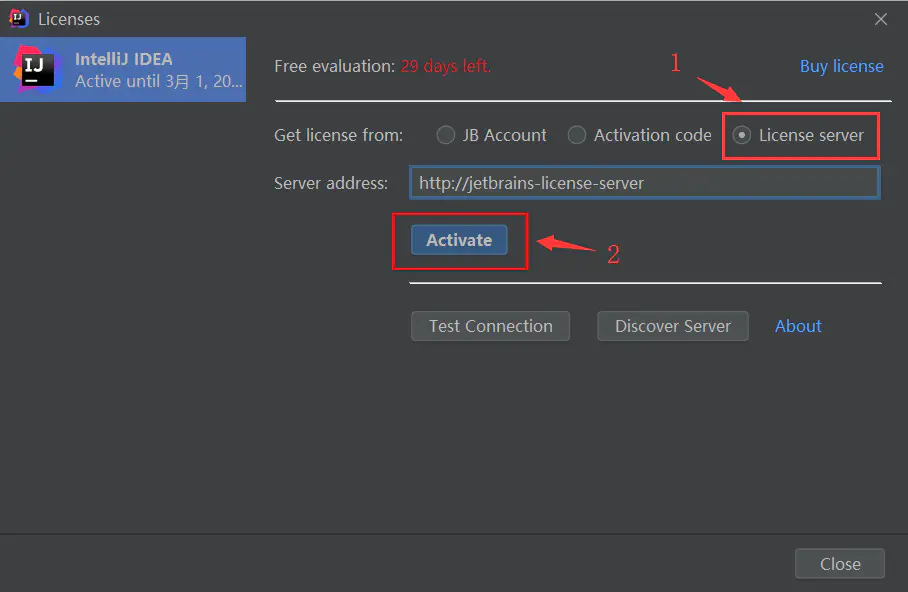 Licenses
IJ
IntelliJ IDEA
Active until 3月 1, 20...
Free evaluation: 29 days left.
1
Buy license
Get license from:
JB Account
Activation code
License server
Server address:
http://jetbrains-license-server
Activate
2
Test Connection
Discover Server
About
Close